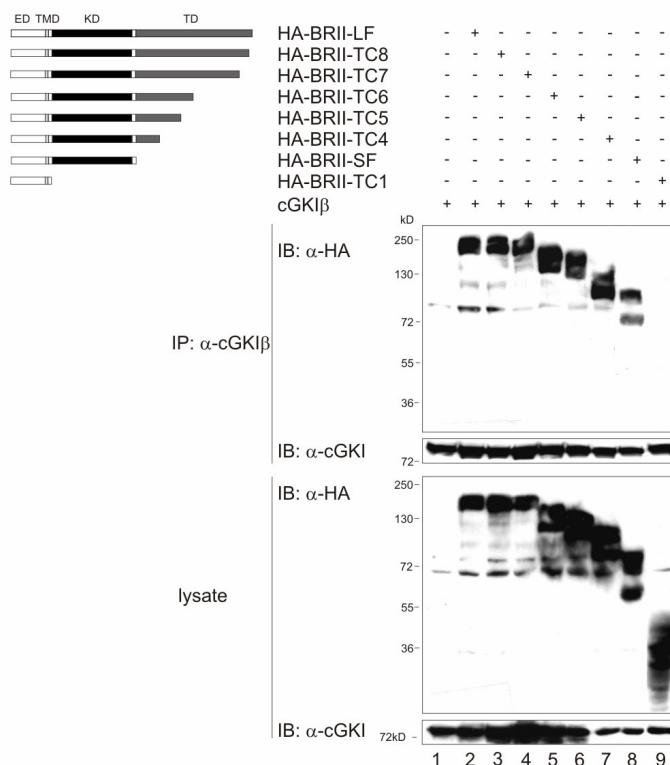 ED TMD KD TD
HA-BRII-LF - + - - - - - - -
HA-BRII-TC8 - - + - - - - - -
HA-BRII-TC7 - - - + - - - - -
HA-BRII-TC6 - - - - + - - - -
HA-BRII-TC5 - - - - - + - - -
HA-BRII-TC4 - - - - - - + - -
HA-BRII-SF - - - - - - - + -
HA-BRII-TC1 - - - - - - - - +
cGKIβ + + + + + + + + +
kD
IB: α-HA
250
130
72
55
36
IP: α-cGKIβ
IB: α-cGKI
72
IB: α-HA
250
130
72
55
36
lysate
IB: α-cGKI
72kD
1 2 3 4 5 6 7 8 9